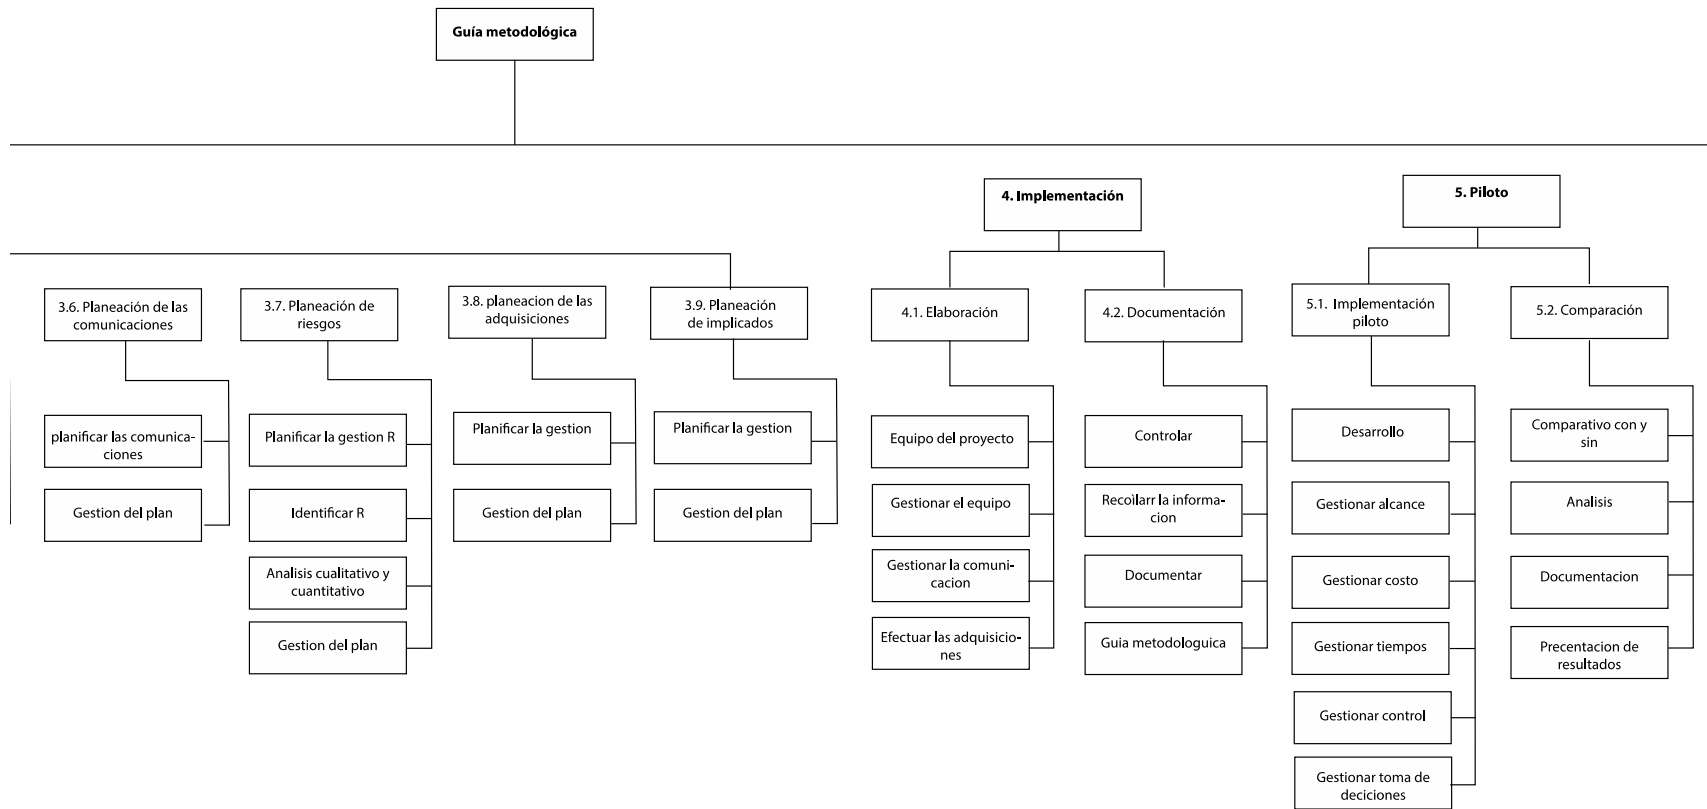 Guía metodológica
4. Implementación
5. Piloto
3.6. Planeación de las
comunicaciones
3.7. Planeación de
riesgos
3.8. planeacion de las
adquisiciones
3.9. Planeación
de implicados
4.1. Elaboración
4.2. Documentación
5.1. Implementación
piloto
5.2. Comparación
planificar las comunica-
ciones
Gestion del plan
Planificar la gestion R
Identificar R
Analisis cualitativo y
cuantitativo
Gestion del plan
Planificar la gestion
Gestion del plan
Planificar la gestion
Gestion del plan
Equipo del proyecto
Gestionar el equipo
Gestionar la comuni-
cacion
Efectuar las adquisicio-
nes
Controlar
Recoìlarr la informa-
cion
Documentar
Guia metodologuica
Desarrollo
Gestionar alcance
Gestionar costo
Gestionar tiempos
Gestionar control
Gestionar toma de
deciciones
Comparativo con y
sin
Analisis
Documentacion
Precentacion de
resultados